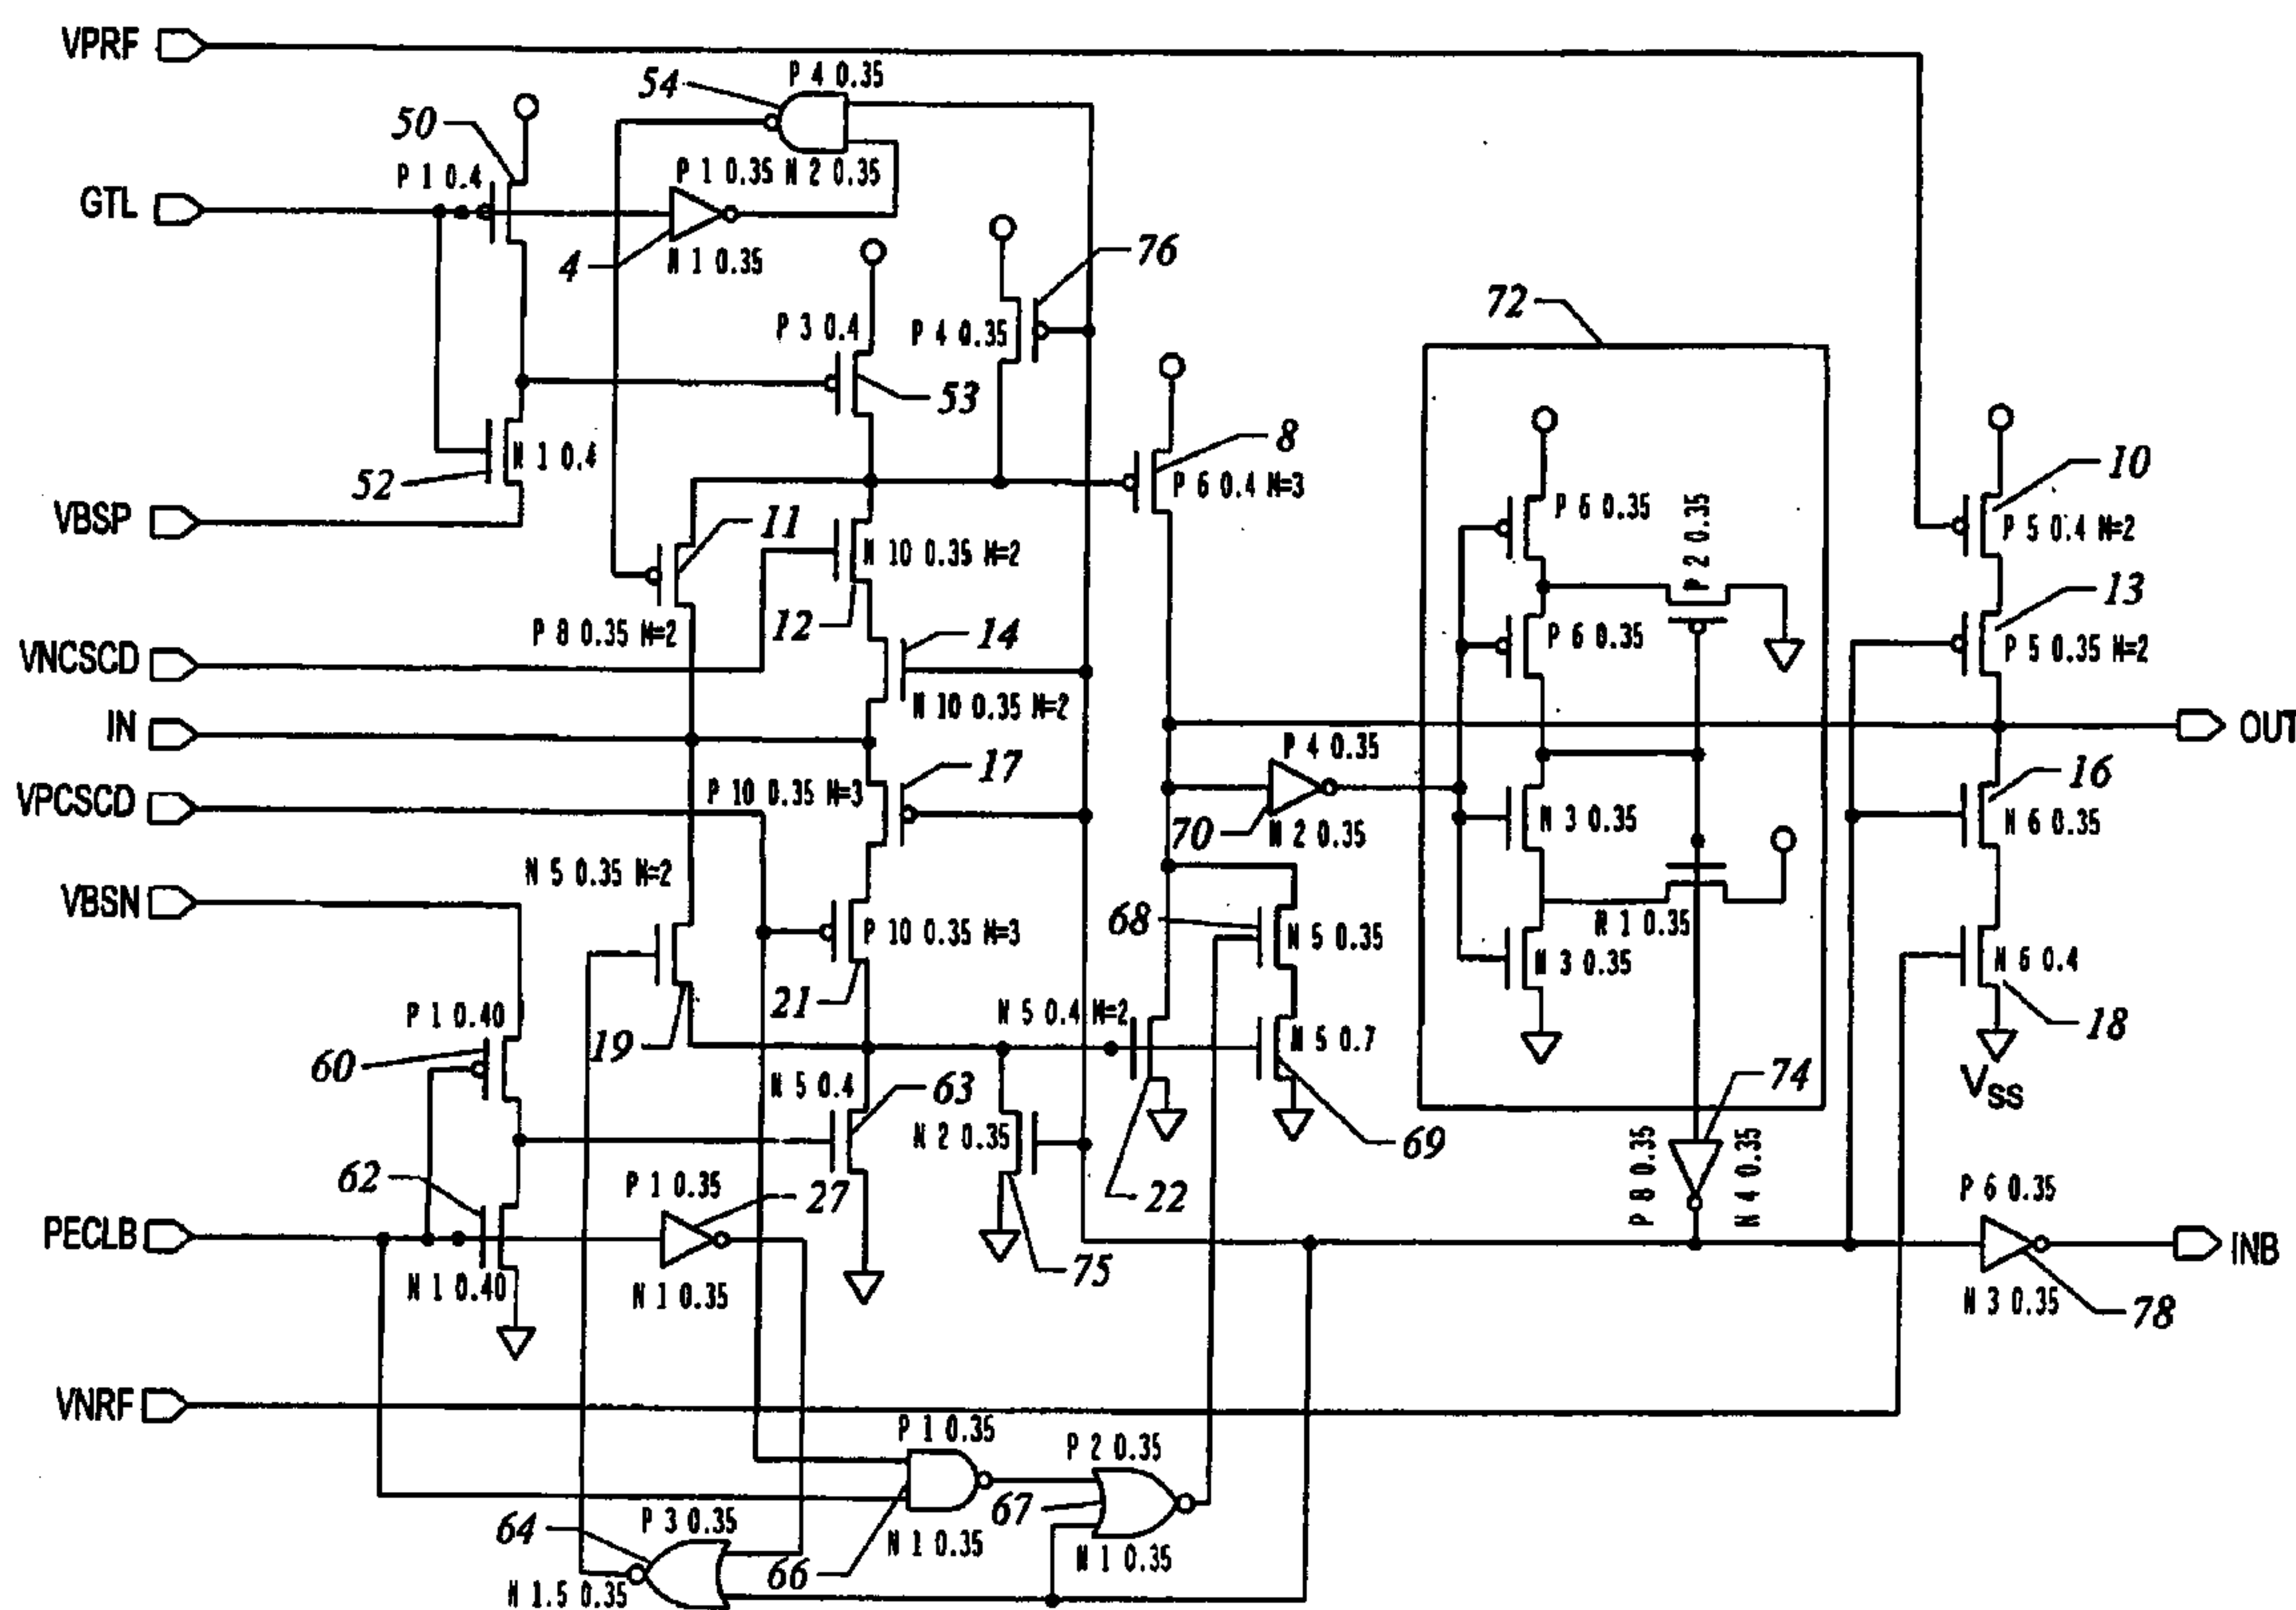 VPRF
P 4 0.35
54
50
P 1 0.4
P 1 0.35 N 2 0.35
GTL
4
N 1 0.35
76
72
P 3 0.4
P 4 0.35
53
8
P 6 0.4 M=3
10
N 1 0.4
52
VBSP
P 6 0.35
P 2 0.35
P 5 0.4 M=2
11
N 10 0.35 M=2
13
12
14
P 8 0.35 M=2
P 6 0.35
P 5 0.35 M=2
VNCSCD
N 10 0.35 M=2
IN
OUT
P 4 0.35
17
16
VPCSCD
P 10 0.35 M=3
70
N 2 0.35
N 3 0.35
N 6 0.35
N 5 0.35 M=2
VBSN
68
P 10 0.35 M=3
N 5 0.35
N 1 0.35
N 3 0.35
N 6 0.4
21
P 1 0.40
N 5 0.4 M=2
18
19
N 5 0.7
60
VSS
N 5 0.4
63
74
N 2 0.35
69
62
P 1 0.35
27
22
P 8 0.35
N 4 0.35
P 6 0.35
PECLB
INB
75
N 1 0.40
N 1 0.35
N 3 0.35
78
VNRF
P 1 0.35
P 2 0.35
67
64
P 3 0.35
N 1 0.35
N 1 0.35
66
N 1.5 0.35